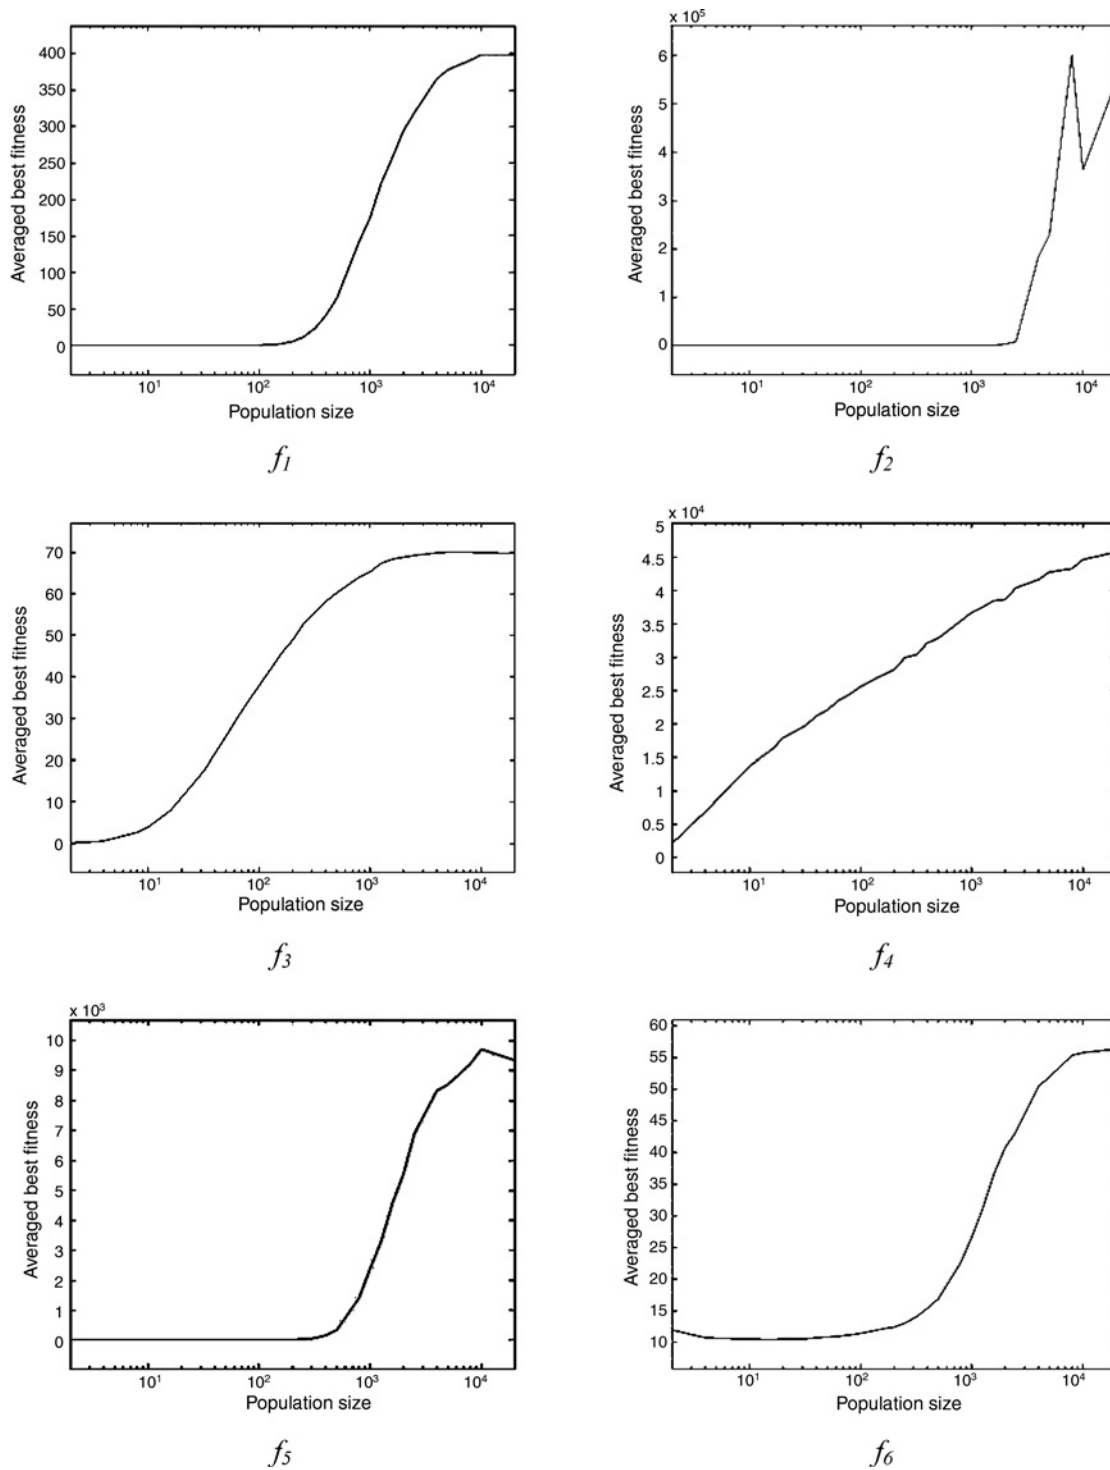 400
350
300
250
200
150
100
50
0
Averaged best fitness
10¹ 10² 10³ 10⁴
Population size
f₁
x 10⁵
6
5
4
3
2
1
0
Averaged best fitness
10¹ 10² 10³ 10⁴
Population size
f₂
70
60
50
40
30
20
10
0
Averaged best fitness
10¹ 10² 10³ 10⁴
Population size
f₃
x 10⁴
5
4.5
4
3.5
3
2.5
2
1.5
1
0.5
0
Averaged best fitness
10¹ 10² 10³ 10⁴
Population size
f₄
x 10³
10
9
8
7
6
5
4
3
2
1
0
Averaged best fitness
10¹ 10² 10³ 10⁴
Population size
f₅
60
55
50
45
40
35
30
25
20
15
10
Averaged best fitness
10¹ 10² 10³ 10⁴
Population size
f₆